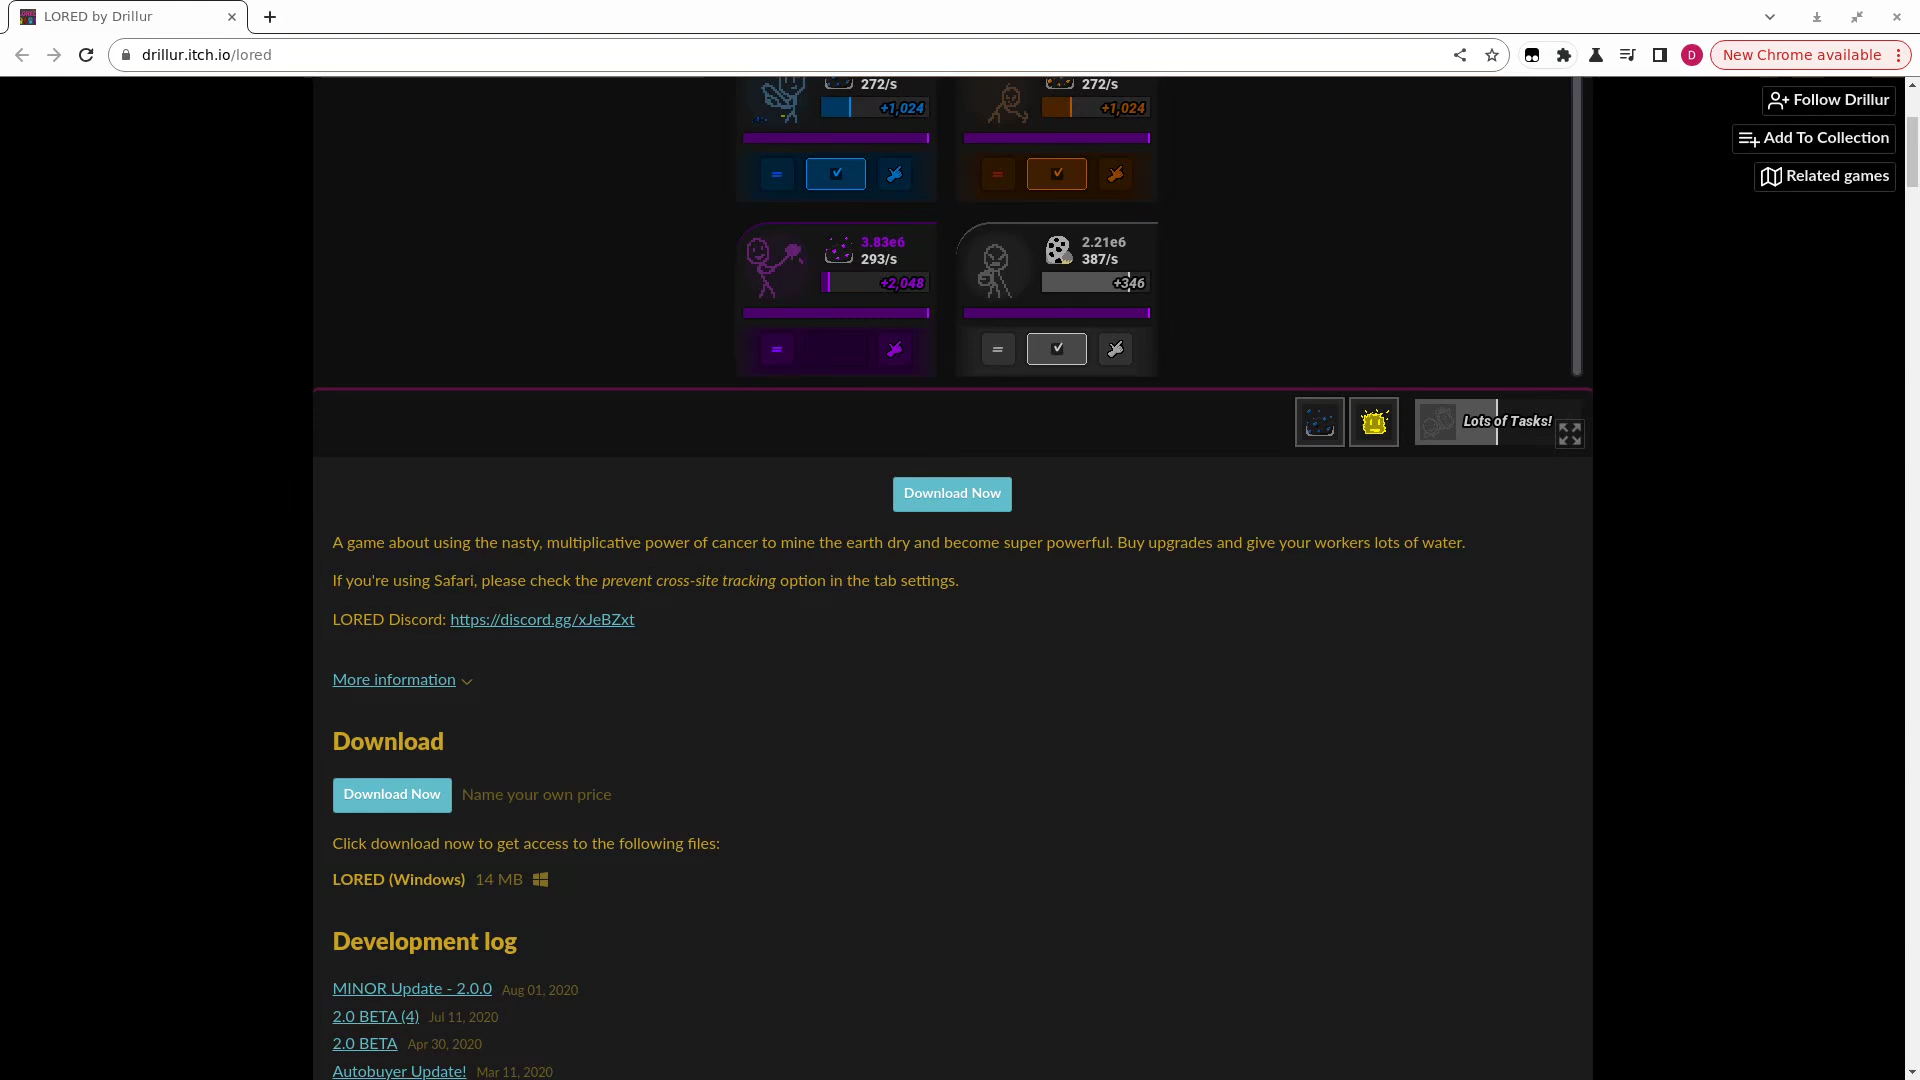 LORED by Drillur
drillur.itch.io/lored
New Chrome available
Follow Drillur
Add To Collection
Related games
272/s
+1,024
272/s
+1,024
=
=
3.83e6
293/s
+2,048
2.21e6
387/s
+346
=
=
Lots of Tasks!
Download Now
A game about using the nasty, multiplicative power of cancer to mine the earth dry and become super powerful. Buy upgrades and give your workers lots of water.
If you're using Safari, please check the prevent cross-site tracking option in the tab settings.
LORED Discord: https://discord.gg/xJeBZxt
More information
Download
Download Now Name your own price
Click download now to get access to the following files:
LORED (Windows) 14 MB
Development log
MINOR Update - 2.0.0 Aug 01, 2020
2.0 BETA (4) Jul 11, 2020
2.0 BETA Apr 30, 2020
Autobuyer Update! Mar 11, 2020
D